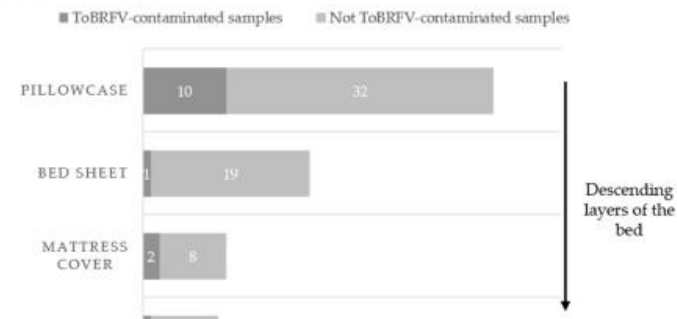 ToBRFV-contaminated samples Not ToBRFV-contaminated samples
PILLOWCASE 10 32
BED SHEET 1 19
MATTRESS
COVER
2 8
Descending
layers of the
bed